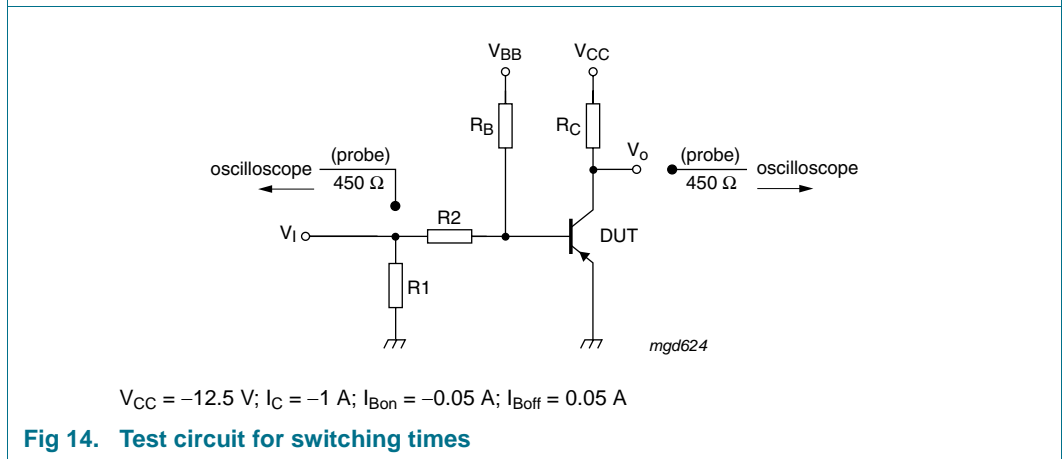 VBB VCC
RB RC
Vo
oscilloscope (probe) 450 Ω
(probe) 450 Ω oscilloscope
R2
VI DUT
R1
mgd624
VCC = −12.5 V; IC = −1 A; IBon = −0.05 A; IBoff = 0.05 A
Fig 14. Test circuit for switching times